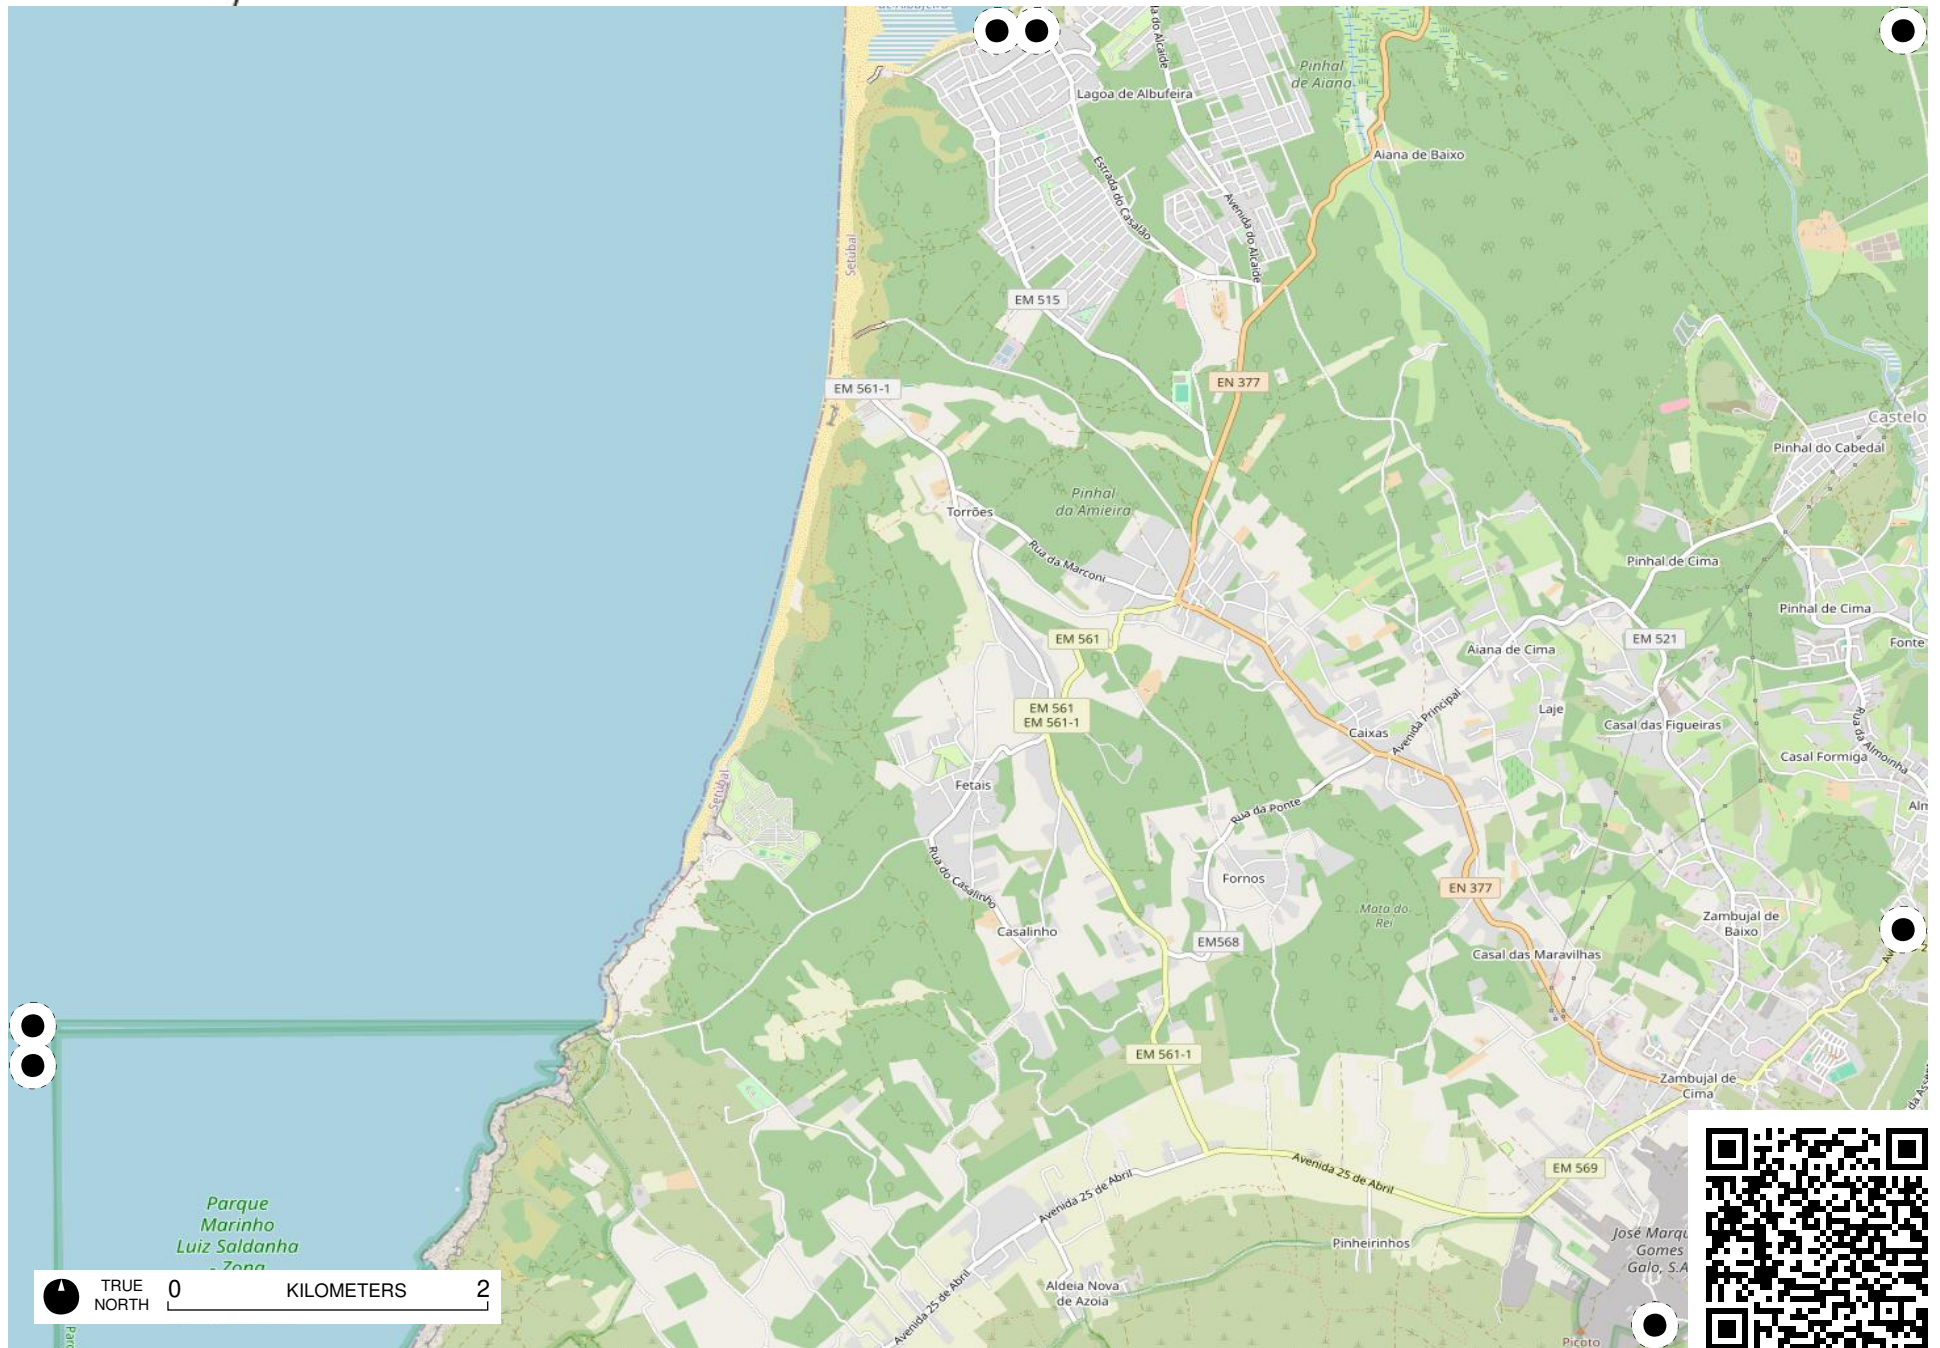 Lagoa de Albufeira
Pinhal
de Aiana
Aiana de Baixo
Estrada do Casalão
Avenida do Alcaide
Setúbal
EM 515
EM 561-1
EN 377
Castelo
Pinhal do Cabedal
Pinhal
da Amieira
Torrões
Rua da Marconi
Pinhal de Cima
Pinhal de Cima
EM 561
EM 521
Fonte
Aiana de Cima
EM 561
EM 561-1
Laje
Avenida Principal
Casal das Figueiras
Rua da Almoinha
Caixas
Casal Formiga
Setúbal
Fetais
Rua da Ponte
Rua do Casalinho
Fornos
EN 377
Mata do
Rei
Zambujal de
Baixo
Casalinho
EM568
Casal das Maravilhas
EM 561-1
Zambujal de
Cima
Avenida 25 de Abril
Avenida 25 de Abril
EM 569
Parque
Marinho
Luiz Saldanha
- Zona
Pinheirinhos
José Marqu
Gomes
Galo, S.A
Avenida 25 de Abril
Aldeia Nova
de Azoia
TRUE
NORTH
0 KILOMETERS 2
Picoto